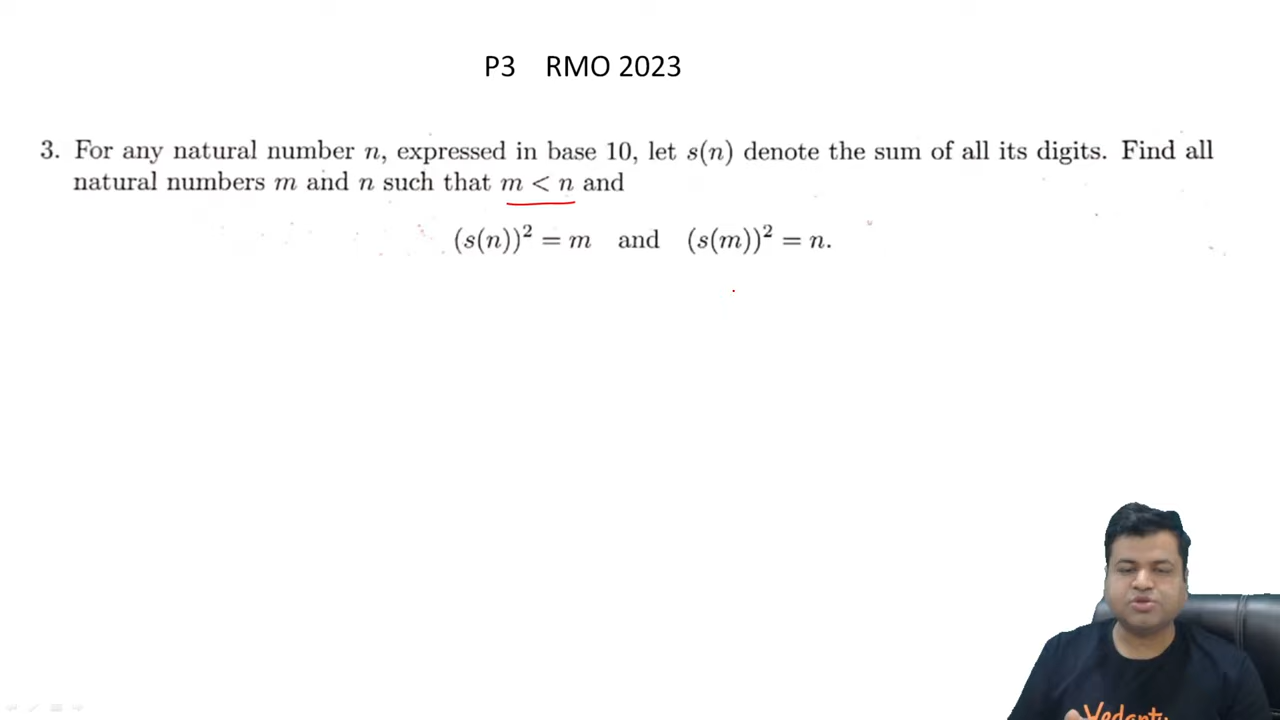 P3 RMO 2023
3. For any natural number n, expressed in base 10, let s(n) denote the sum of all its digits. Find all
natural numbers m and n such that m < n and
(s(n))² = m and (s(m))² = n.